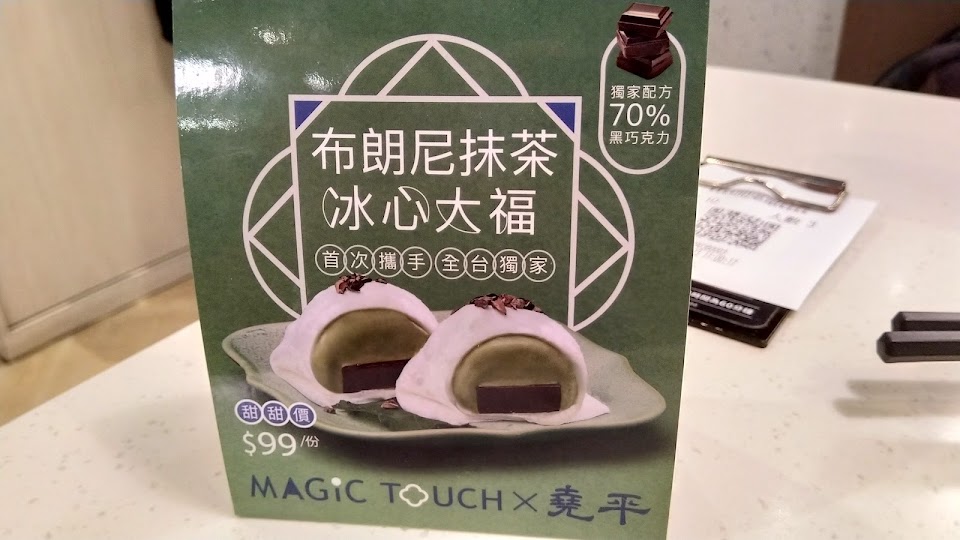 獨家配方
70%
黑巧克力
布朗尼抹茶
冰心大福
首次攜手全台獨家
甜甜價
$99/份
MAGiC TOUCH×堯平